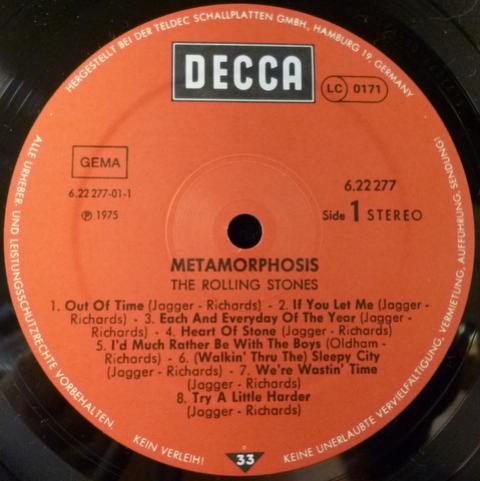 HERGESTELLT BEI DER TELDEC SCHALLPLATTEN GMBH, HAMBURG 19, GERMANY
DECCA
LC 0171
GEMA
6.22 277-01-1
Ⓟ 1975
6.22 277
Side 1 STEREO
METAMORPHOSIS
THE ROLLING STONES
1. Out Of Time (Jagger - Richards) - 2. If You Let Me (Jagger -
Richards) - 3. Each And Everyday Of The Year (Jagger -
Richards) - 4. Heart Of Stone (Jagger - Richards)
5. I'd Much Rather Be With The Boys (Oldham -
Richards) - 6. (Walkin' Thru The) Sleepy City
(Jagger - Richards) - 7. We're Wastin' Time
(Jagger - Richards)
8. Try A Little Harder
(Jagger - Richards)
33
ALLE URHEBER- UND LEISTUNGSSCHUTZRECHTE VORBEHALTEN.
KEIN VERLEIH!
KEINE UNERLAUBTE VERVIELFÄLTIGUNG, VERMIETUNG, AUFFÜHRUNG, SENDUNG!